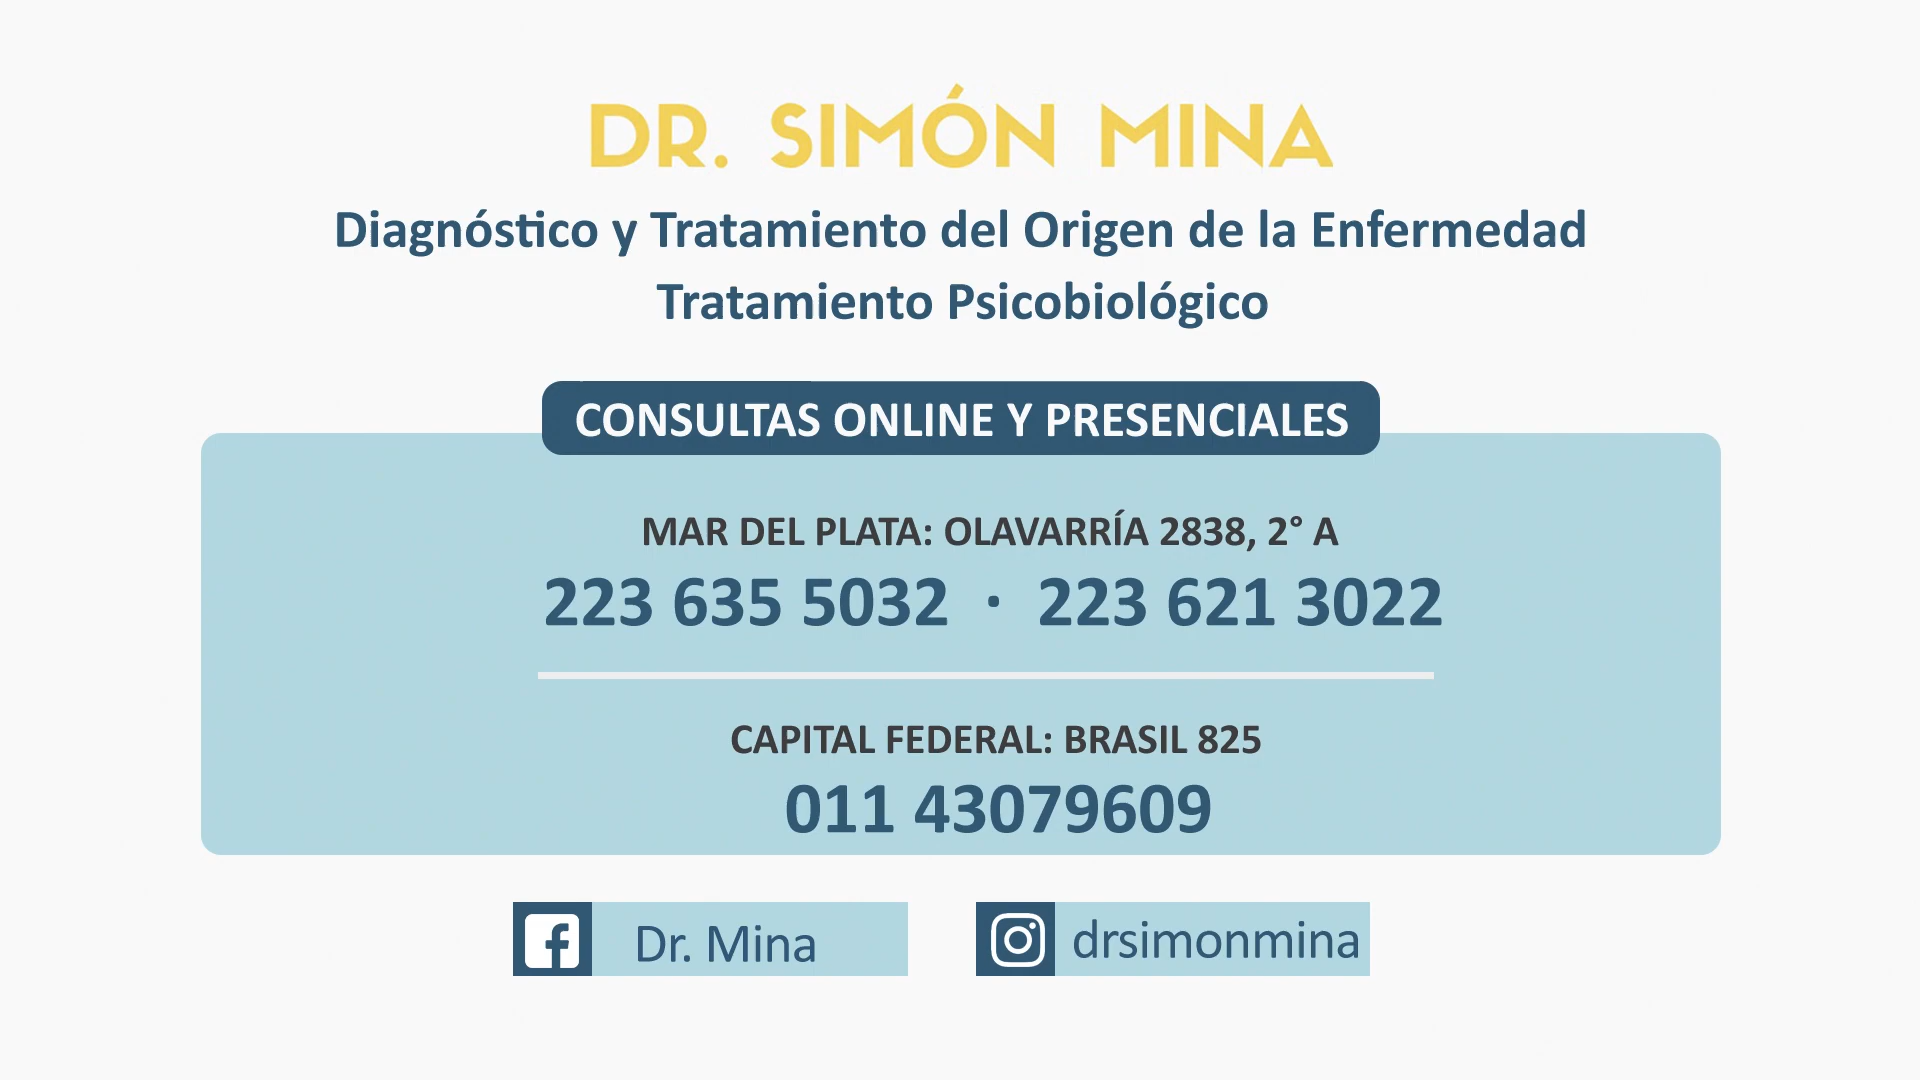 DR. SIMÓN MINA
Diagnóstico y Tratamiento del Origen de la Enfermedad
Tratamiento Psicobiológico
CONSULTAS ONLINE Y PRESENCIALES
MAR DEL PLATA: OLAVARRÍA 2838, 2° A
223 635 5032 · 223 621 3022
CAPITAL FEDERAL: BRASIL 825
011 43079609
Dr. Mina
drsimonmina